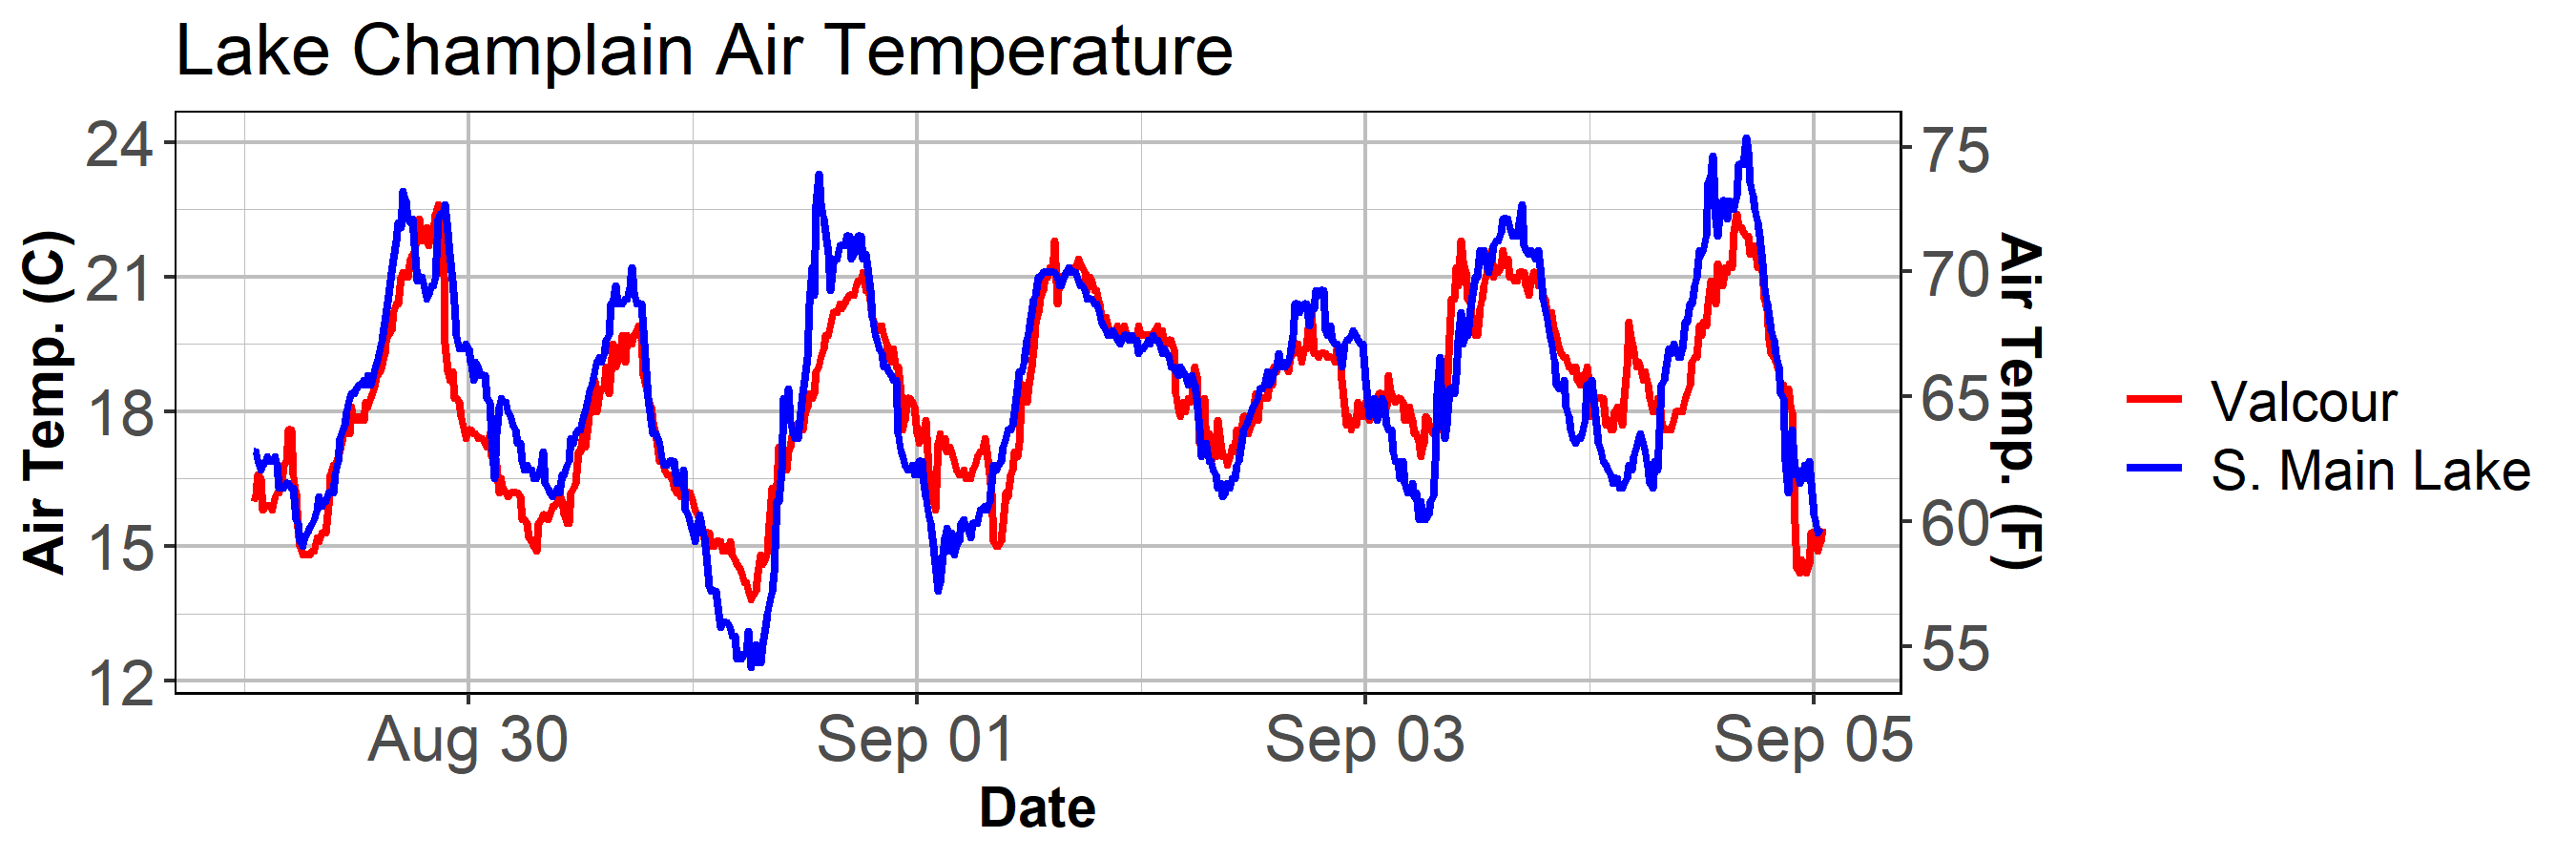 Lake Champlain Air Temperature
24
21
18
15
12
Air Temp. (C)
75
70
65
60
55
Air Temp. (F)
Aug 30
Sep 01
Sep 03
Sep 05
Date
Valcour
S. Main Lake